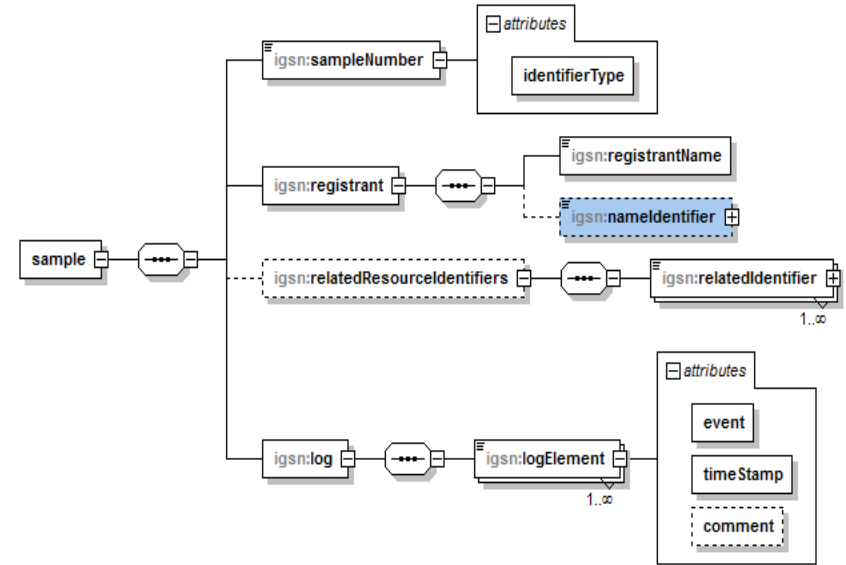 attributes
igsn:sampleNumber
identifierType
igsn:registrantName
igsn:registrant
igsn:nameIdentifier
sample
igsn:relatedResourceIdentifiers
igsn:relatedIdentifier
1..∞
attributes
event
igsn:log
igsn:logElement
timeStamp
1..∞
comment